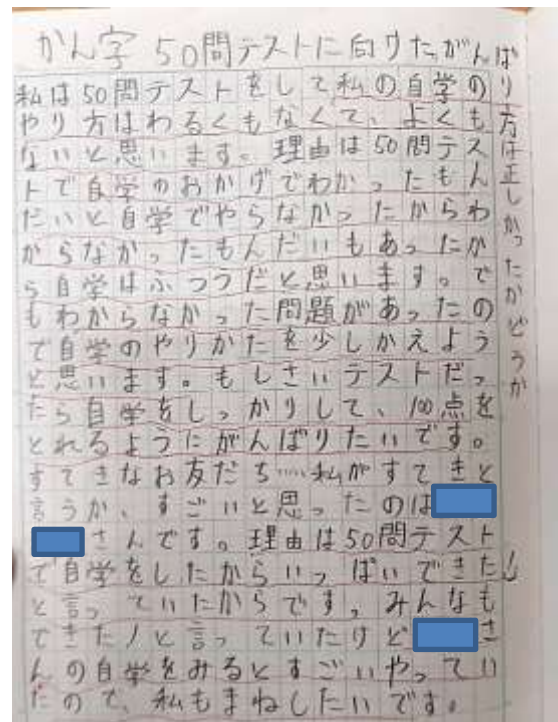 かん字50問テストに向けたがんば
り方は正しかったかどうか
私は50問テストをして私の自学の
やり方はわるくもなくて、よくも
ないと思います。理由は50問テス
トで自学のおかげでわかったもん
だいと自学でやらなかったからわ
からなかったもんだいもあったか
ら自学はふつうだと思います。で
もわからなかった問題があったの
で自学のやりかたを少しかえよう
と思います。もしさいテストだっ
たら自学をしっかりして、100点を
とれるようにがんばりたいです。
すてきなお友だち……私がすてきと
言うか、すごいと思ったのは
さんです。理由は50問テスト
で自学をしたからいっぱいできた!!
と言っていたからです。みんなも
できた!と言っていたけど さ
んの自学をみるとすごいやってい
たので、私もまねしたいです。